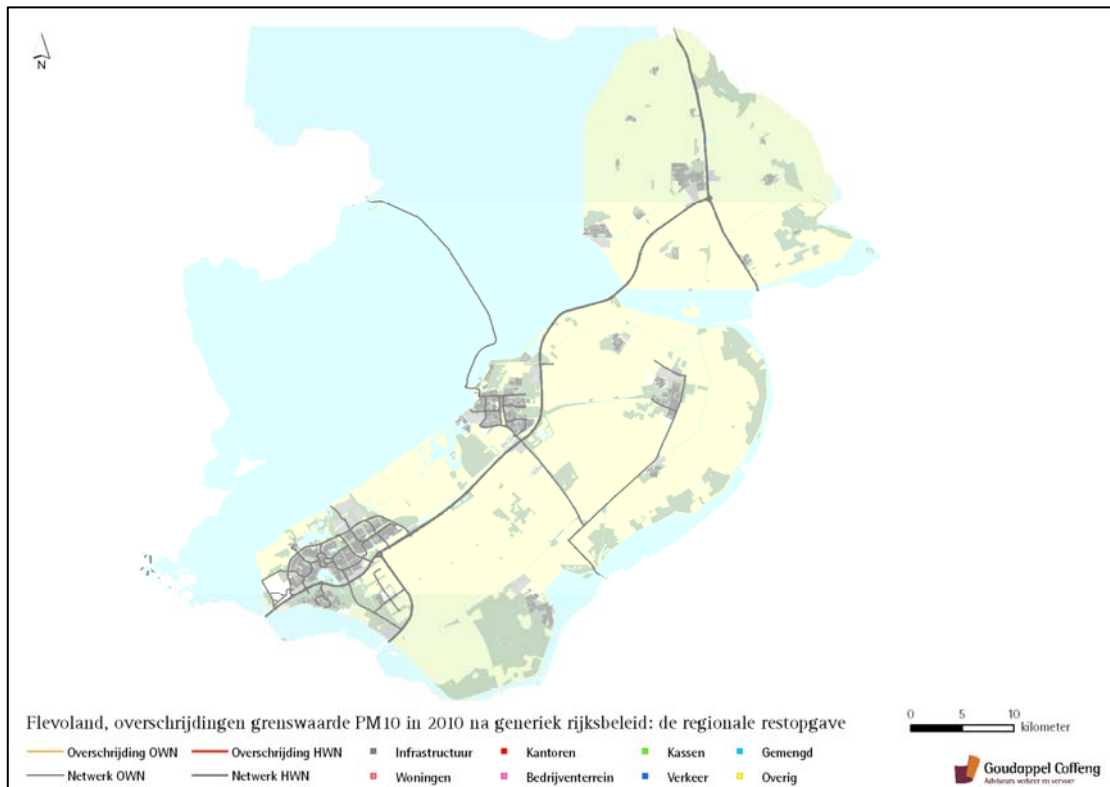 N
Flevoland, overschrijdingen grenswaarde PM10 in 2010 na generiek rijksbeleid: de regionale restopgave
Overschrijding OWN Overschrijding HWN Infrastructuur Kantoren Kassen Gemengd
Netwerk OWN Netwerk HWN Woningen Bedrijventerrein Verkeer Overig
0 5 10
kilometer
Goudappel Coffeng
Adviseurs verkeer en vervoer